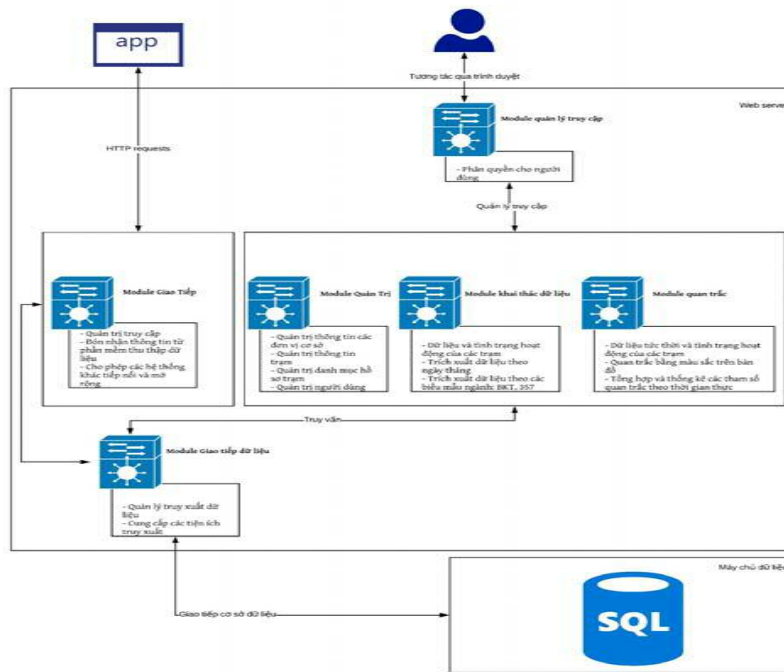 app
Tương tác qua trình duyệt
Web serve
Module quản lý truy cập
HTTP requests
- Phân quyền cho người
dùng
Quản lý truy cập
Module Giao Tiếp
- Quản trị truy cập
- Đón nhận thông tin từ
phần mềm thu thập dữ
liệu
- Cho phép các hệ thống
khác tiếp nối và mở
rộng
Module Quản Trị
- Quản trị thông tin các
đơn vị cơ sở
- Quản trị thông tin
trạm
- Quản trị danh mục hồ
sơ trạm
- Quản trị người dùng
Module khai thác dữ liệu
- Dữ liệu và tình trạng hoạt
động của các trạm
- Trích xuất dữ liệu theo
ngày tháng
- Trích xuất dữ liệu theo các
biểu mẫu ngành: BKT, 357
Module quan trắc
- Dữ liệu tức thời và tình trạng hoạt
động của các trạm
- Quan trắc bằng màu sắc trên bản
đồ
- Tổng hợp và thống kê các tham số
quan trắc theo thời gian thực
Truy vấn
Module Giao tiếp dữ liệu
- Quản lý truy xuất dữ
liệu
- Cung cấp các tiện ích
truy xuất
Máy chủ dữ liệ
Giao tiếp cơ sở dữ liệu
SQL